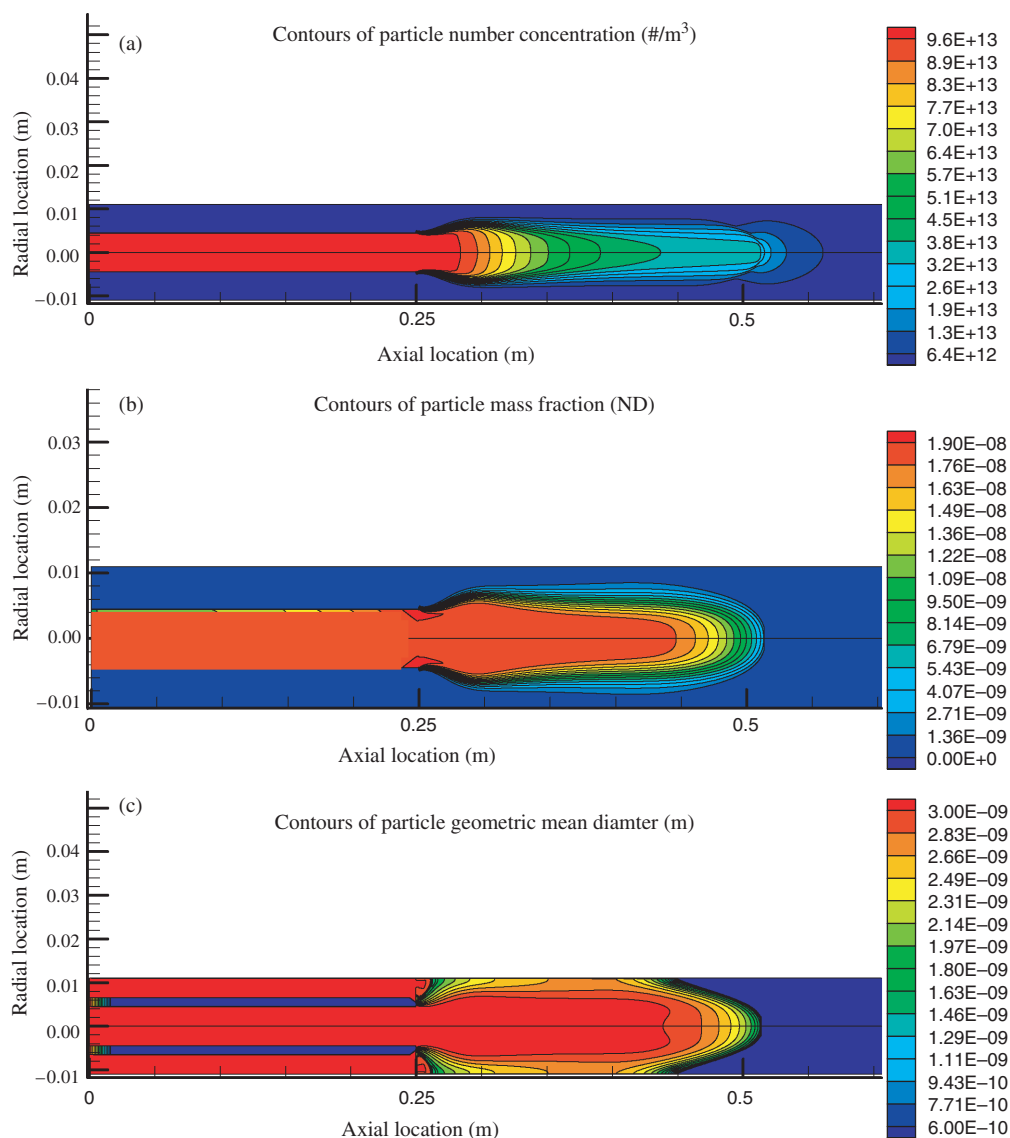 (a)
Contours of particle number concentration (#/m³)
Radial location (m)
0.04
0.03
0.02
0.01
0.00
−0.01
0
0.25
0.5
Axial location (m)
9.6E+13
8.9E+13
8.3E+13
7.7E+13
7.0E+13
6.4E+13
5.7E+13
5.1E+13
4.5E+13
3.8E+13
3.2E+13
2.6E+13
1.9E+13
1.3E+13
6.4E+12
(b)
Contours of particle mass fraction (ND)
Radial location (m)
0.03
0.02
0.01
0.00
−0.01
0
0.25
0.5
Axial location (m)
1.90E−08
1.76E−08
1.63E−08
1.49E−08
1.36E−08
1.22E−08
1.09E−08
9.50E−09
8.14E−09
6.79E−09
5.43E−09
4.07E−09
2.71E−09
1.36E−09
0.00E+0
(c)
Contours of particle geometric mean diamter (m)
Radial location (m)
0.04
0.03
0.02
0.01
0.00
−0.01
0
0.25
0.5
Axial location (m)
3.00E−09
2.83E−09
2.66E−09
2.49E−09
2.31E−09
2.14E−09
1.97E−09
1.80E−09
1.63E−09
1.46E−09
1.29E−09
1.11E−09
9.43E−10
7.71E−10
6.00E−10